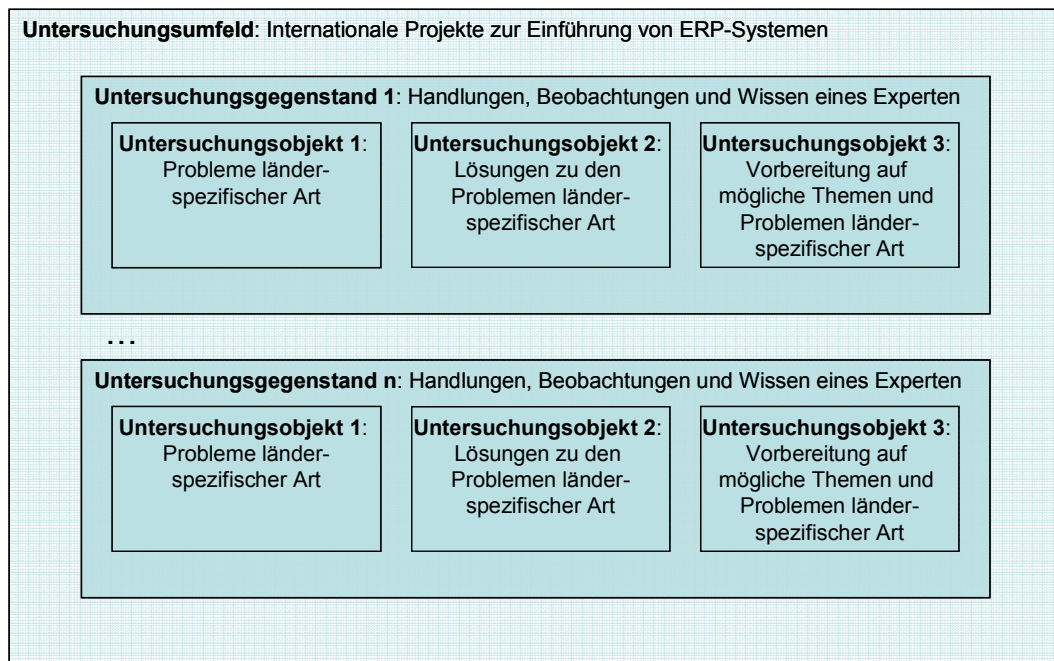 Untersuchungsumfeld: Internationale Projekte zur Einführung von ERP-Systemen
Untersuchungsgegenstand 1: Handlungen, Beobachtungen und Wissen eines Experten
Untersuchungsobjekt 1:
Probleme länder-
spezifischer Art
Untersuchungsobjekt 2:
Lösungen zu den
Problemen länder-
spezifischer Art
Untersuchungsobjekt 3:
Vorbereitung auf
mögliche Themen und
Problemen länder-
spezifischer Art
...
Untersuchungsgegenstand n: Handlungen, Beobachtungen und Wissen eines Experten
Untersuchungsobjekt 1:
Probleme länder-
spezifischer Art
Untersuchungsobjekt 2:
Lösungen zu den
Problemen länder-
spezifischer Art
Untersuchungsobjekt 3:
Vorbereitung auf
mögliche Themen und
Problemen länder-
spezifischer Art